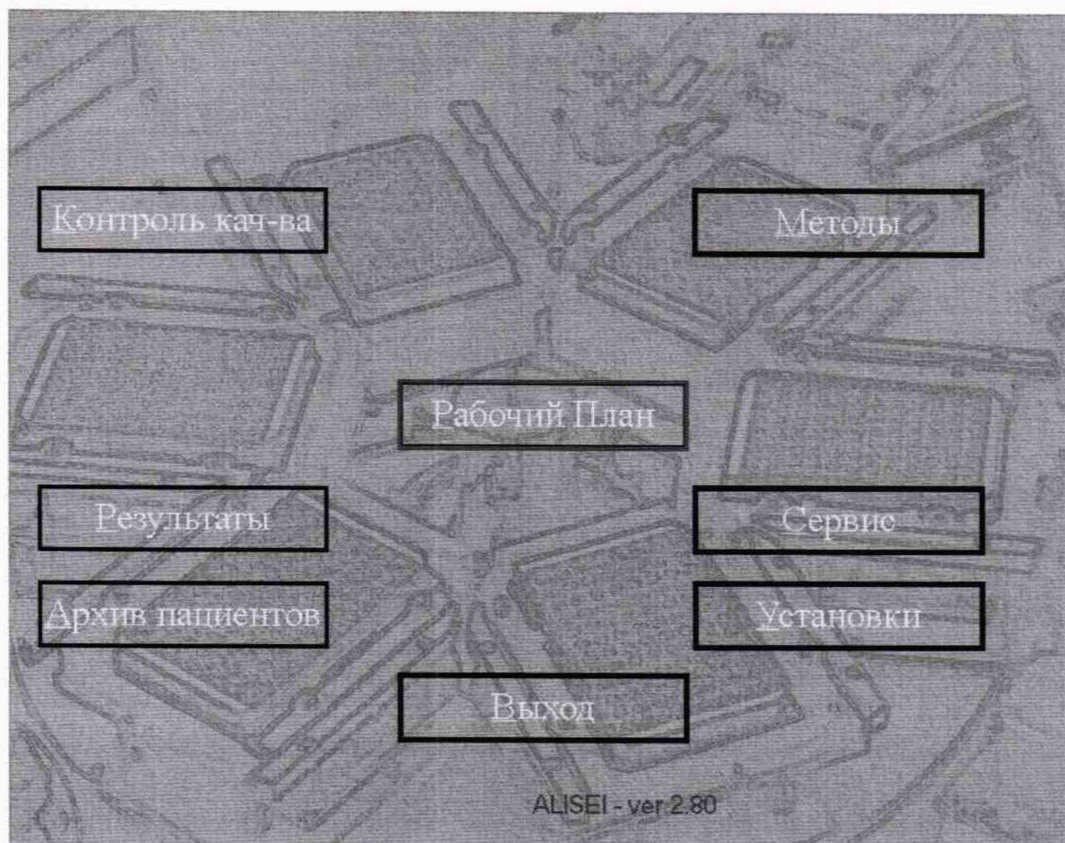 Контроль кач-ва
Методы
Рабочий План
Результаты
Сервис
Архив пациентов
Установки
Выход
ALISEI - ver 2.80